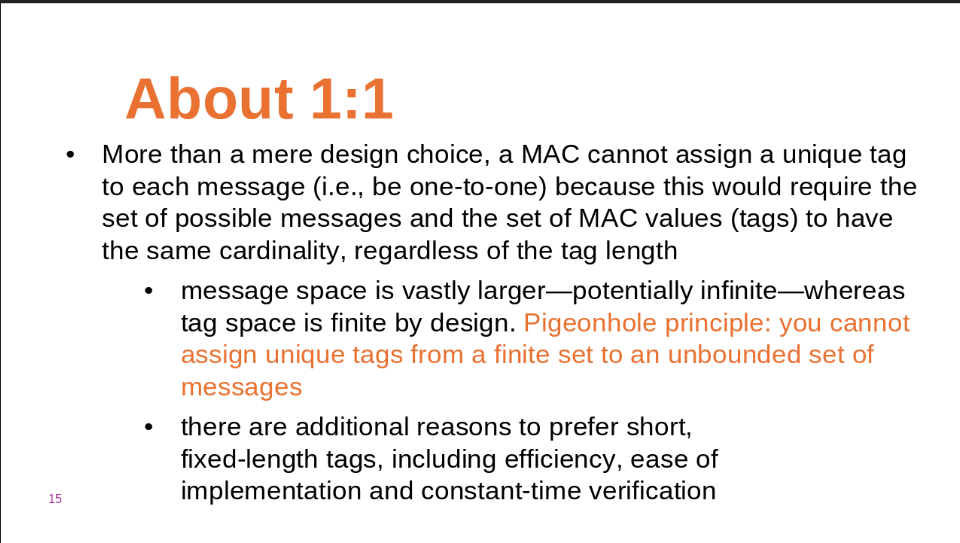 About 1:1
• More than a mere design choice, a MAC cannot assign a unique tag
to each message (i.e., be one-to-one) because this would require the
set of possible messages and the set of MAC values (tags) to have
the same cardinality, regardless of the tag length
• message space is vastly larger—potentially infinite—whereas
tag space is finite by design. Pigeonhole principle: you cannot
assign unique tags from a finite set to an unbounded set of
messages
• there are additional reasons to prefer short,
fixed-length tags, including efficiency, ease of
implementation and constant-time verification
15